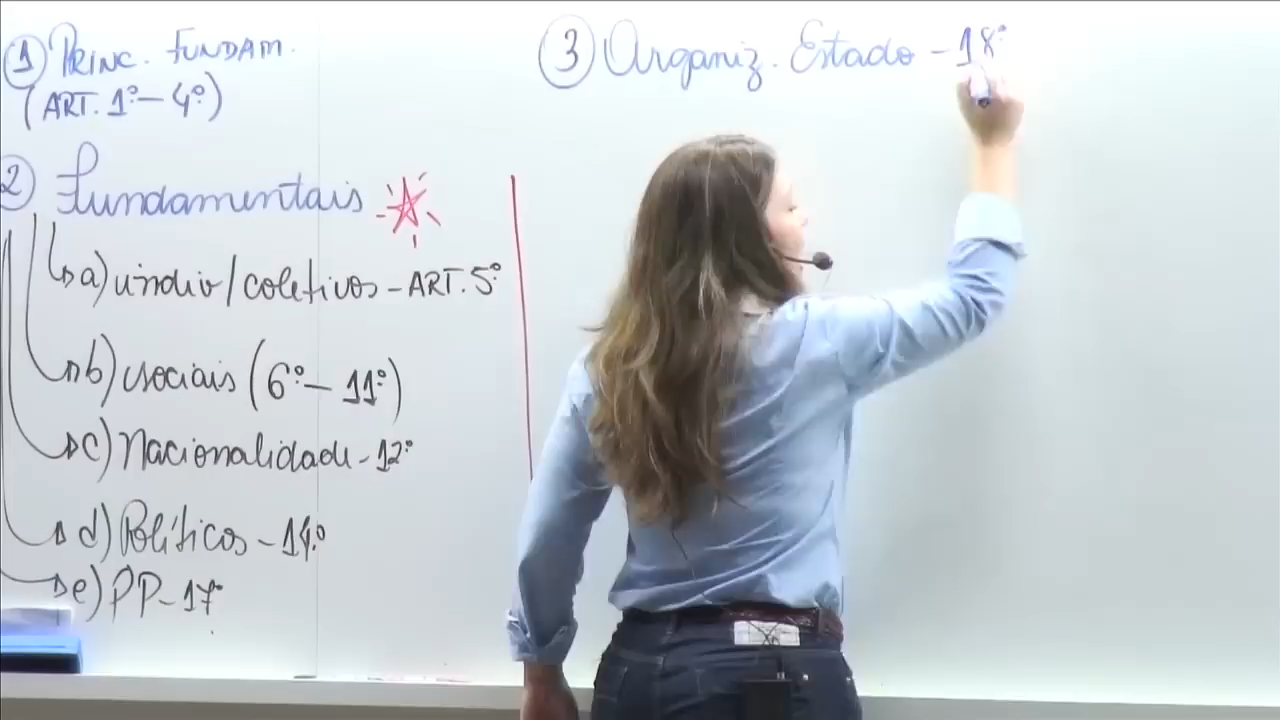 1 PRINC. FUNDAM.
(ART. 1º - 4º)
2 Fundamentais
a) indiv/coletivos - ART. 5º
b) sociais (6º - 11º)
c) Nacionalidade - 12º
d) Políticos - 14.º
e) PP - 17º
3 Organiz. Estado - 18º